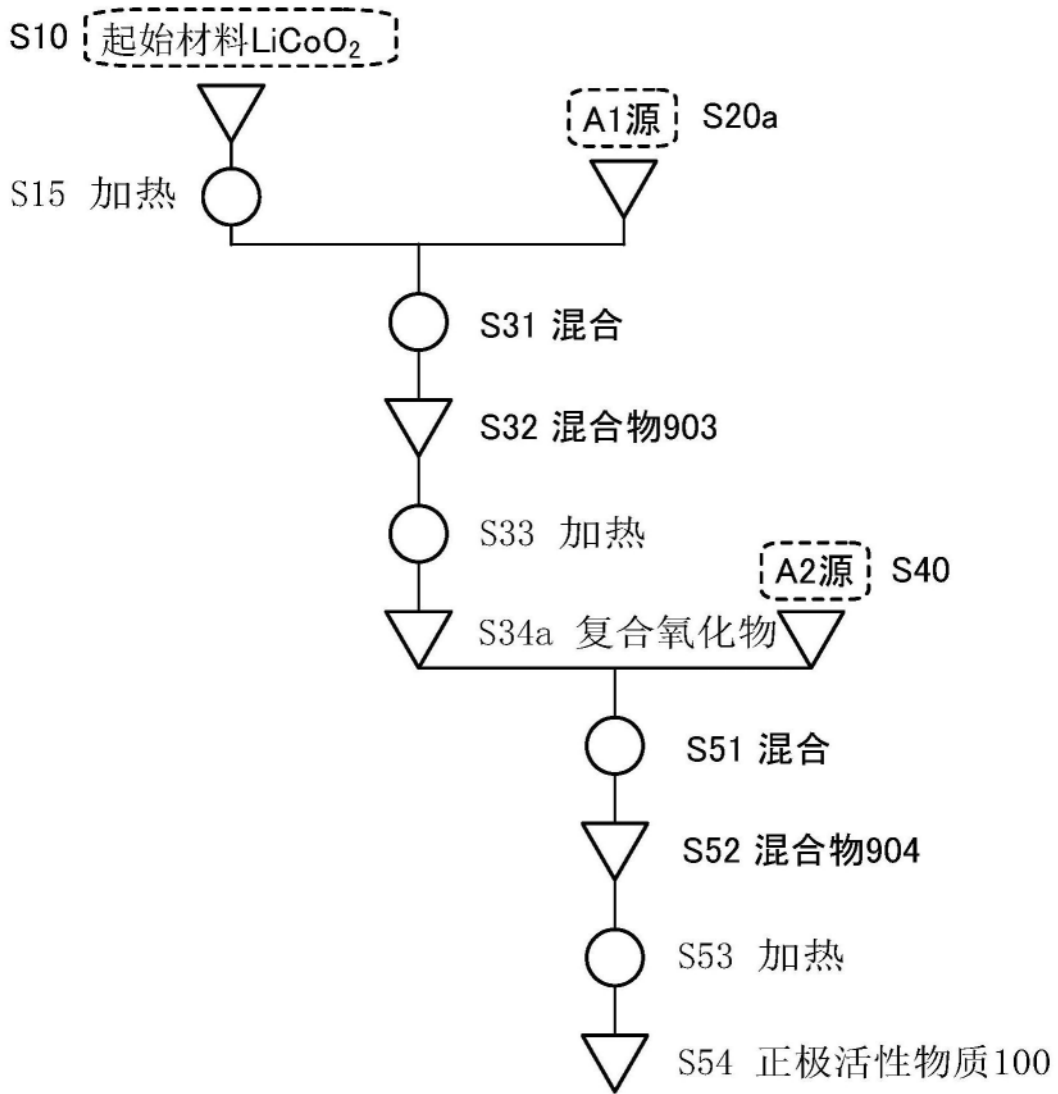 S10 起始材料LiCoO₂
A1源 S20a
S15 加热
S31 混合
S32 混合物903
S33 加热
A2源 S40
S34a 复合氧化物
S51 混合
S52 混合物904
S53 加热
S54 正极活性物质100